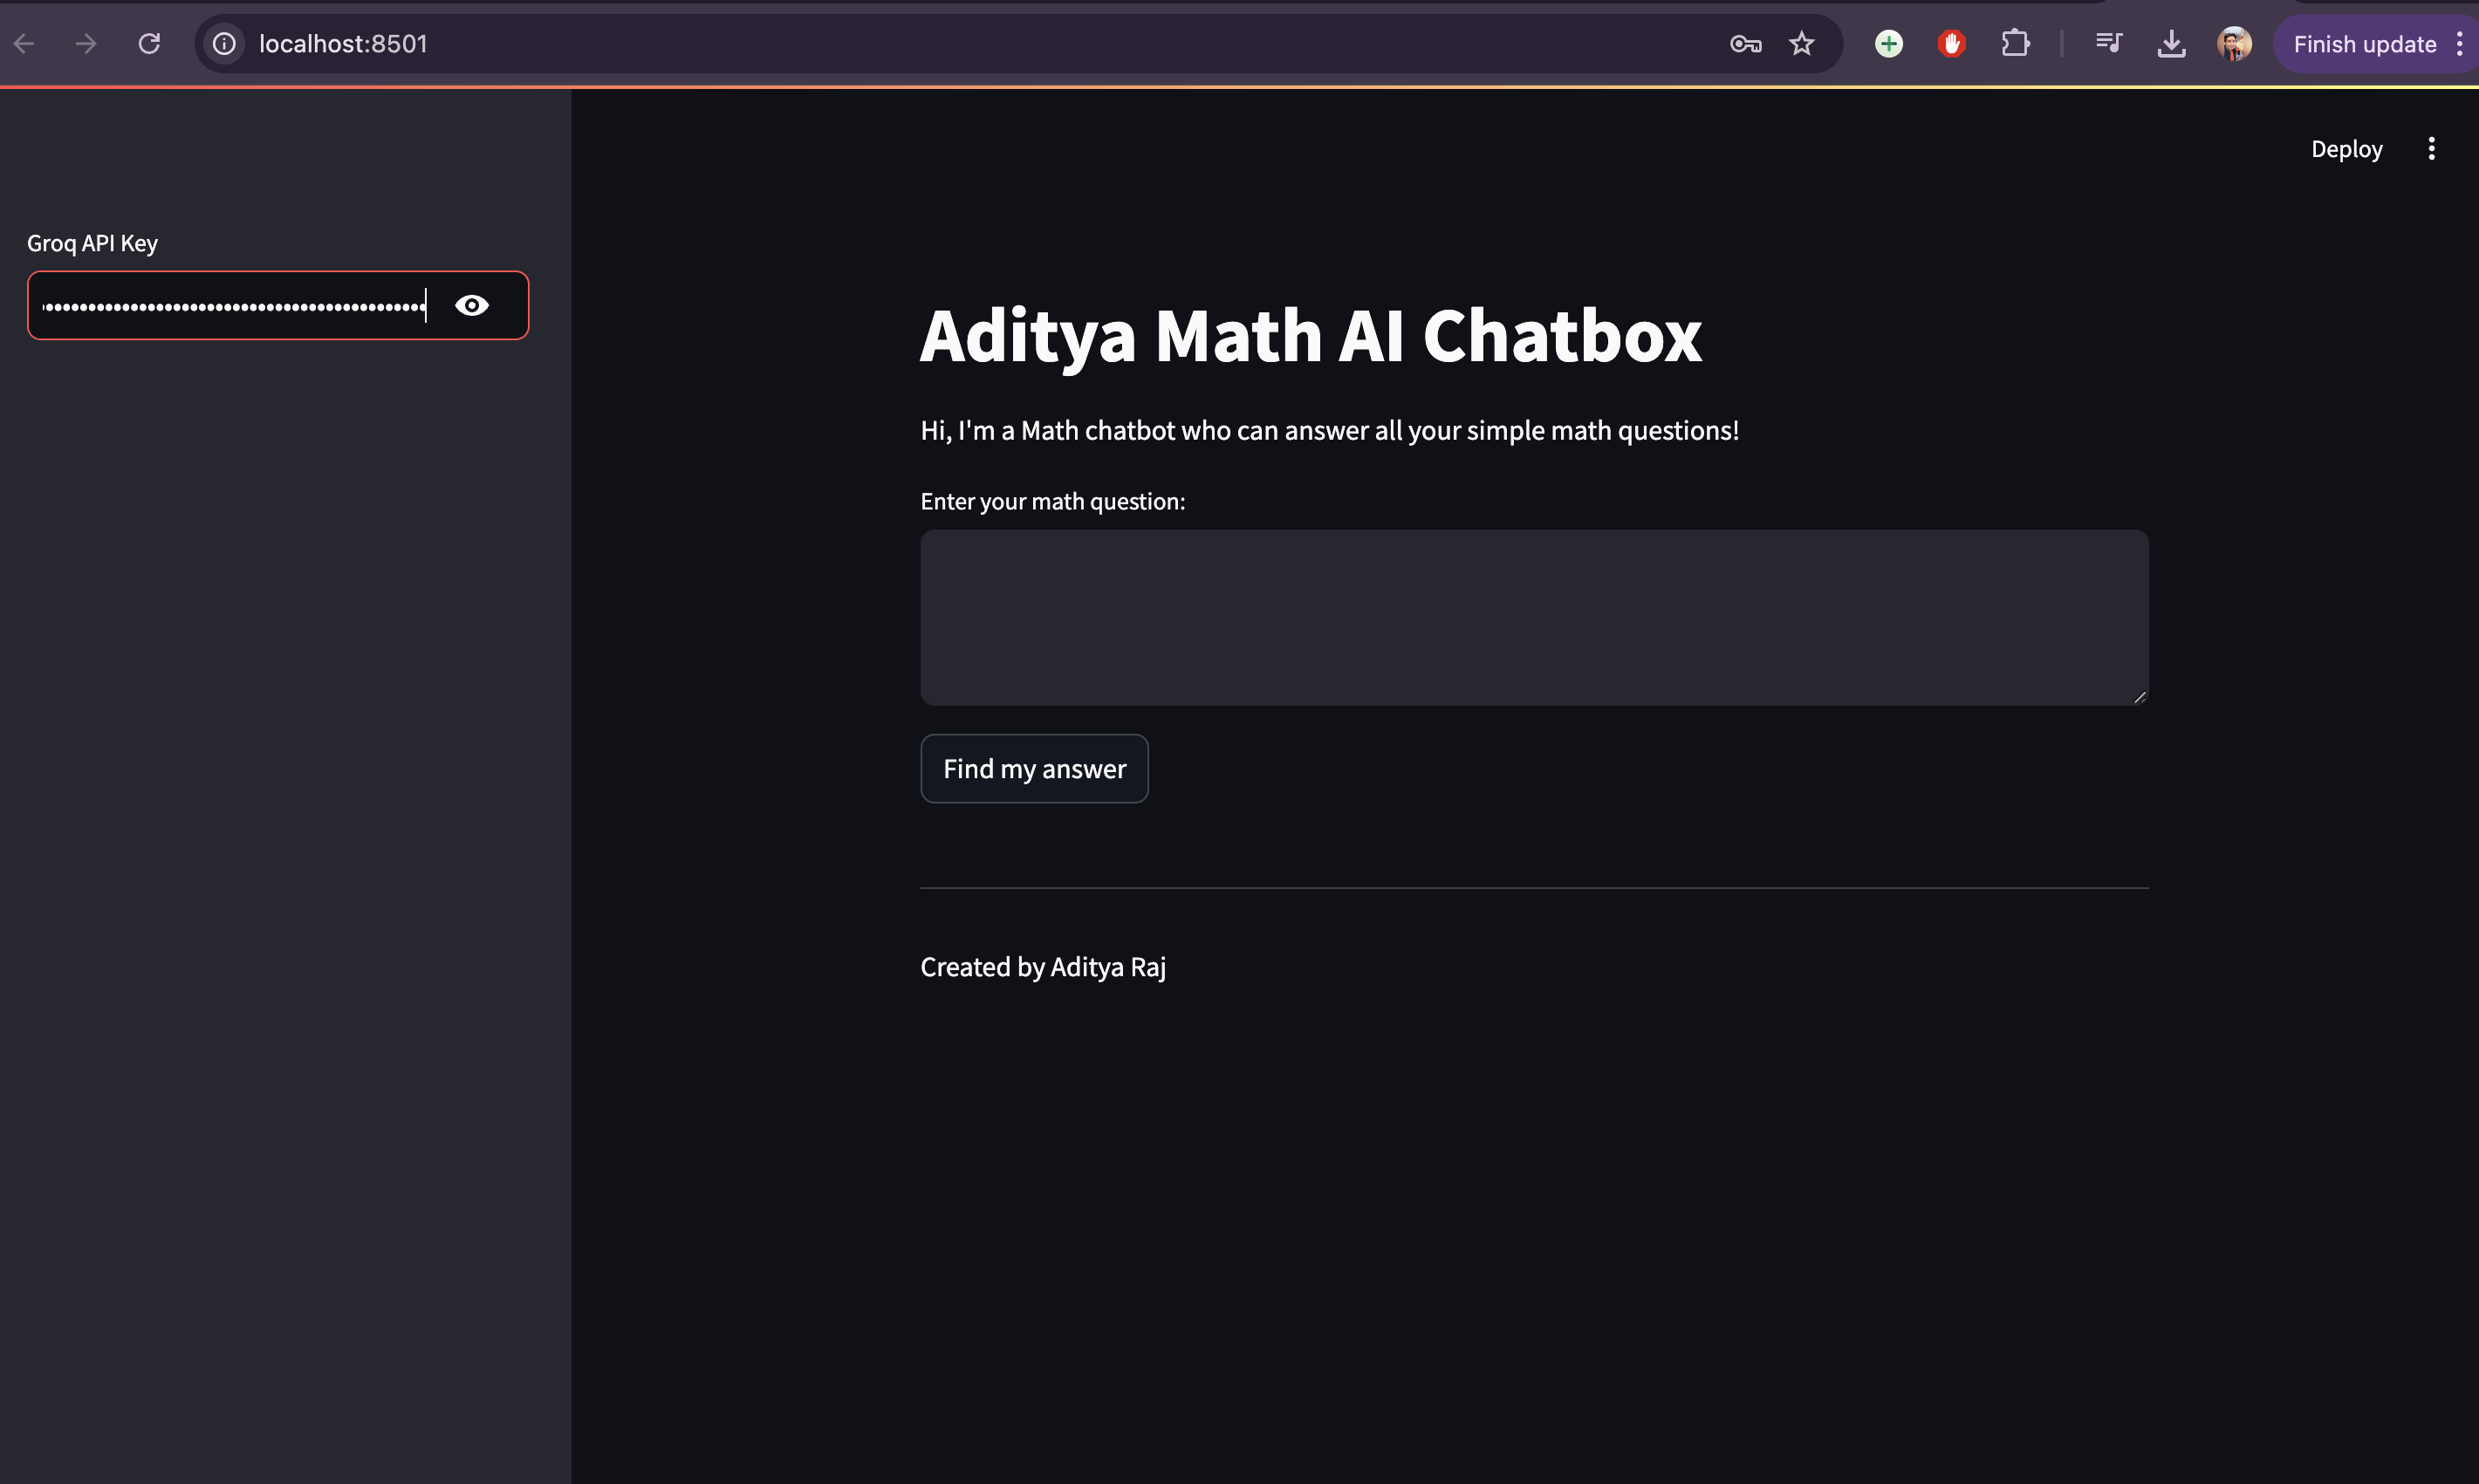 localhost:8501
Finish update
Deploy
Groq API Key
Aditya Math AI Chatbox
Hi, I'm a Math chatbot who can answer all your simple math questions!
Enter your math question:
Find my answer
Created by Aditya Raj